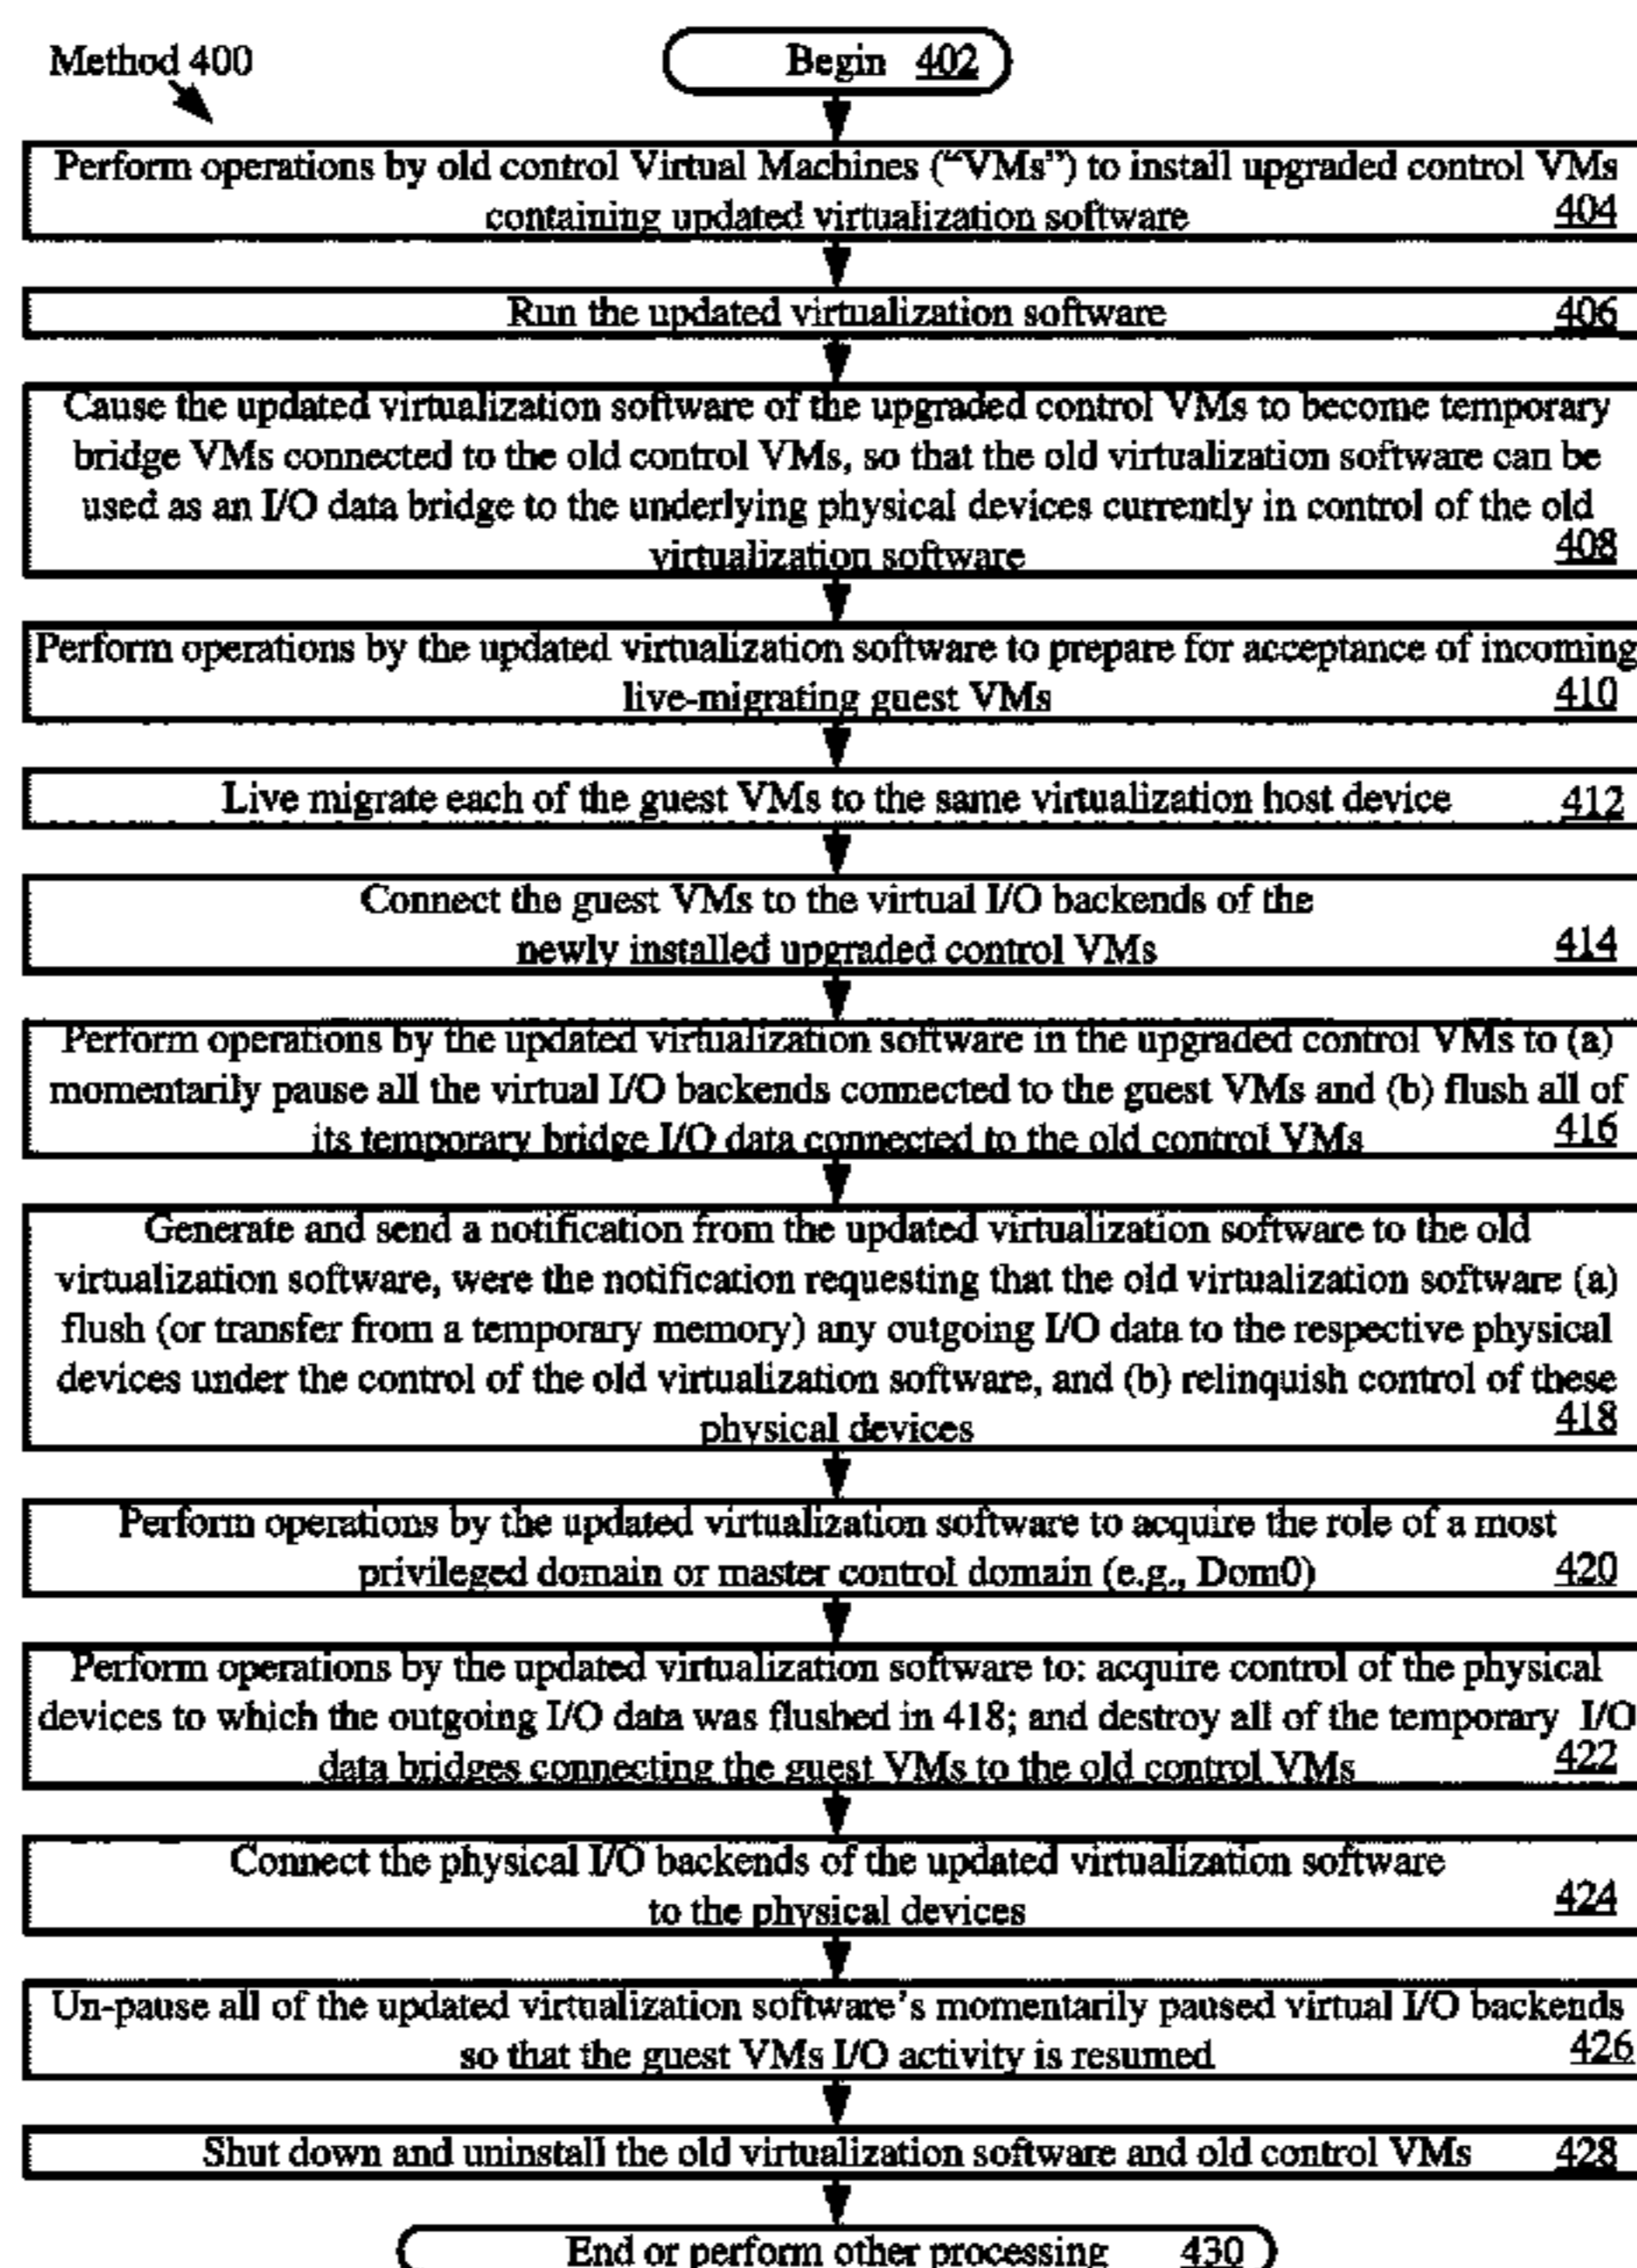 Method 400
Begin 402
Perform operations by old control Virtual Machines (“VMs”) to install upgraded control VMs
containing updated virtualization software 404
Run the updated virtualization software 406
Cause the updated virtualization software of the upgraded control VMs to become temporary
bridge VMs connected to the old control VMs, so that the old virtualization software can be
used as an I/O data bridge to the underlying physical devices currently in control of the old
virtualization software 408
Perform operations by the updated virtualization software to prepare for acceptance of incoming
live-migrating guest VMs 410
Live migrate each of the guest VMs to the same virtualization host device 412
Connect the guest VMs to the virtual I/O backends of the
newly installed upgraded control VMs 414
Perform operations by the updated virtualization software in the upgraded control VMs to (a)
momentarily pause all the virtual I/O backends connected to the guest VMs and (b) flush all of
its temporary bridge I/O data connected to the old control VMs 416
Generate and send a notification from the updated virtualization software to the old
virtualization software, were the notification requesting that the old virtualization software (a)
flush (or transfer from a temporary memory) any outgoing I/O data to the respective physical
devices under the control of the old virtualization software, and (b) relinquish control of these
physical devices 418
Perform operations by the updated virtualization software to acquire the role of a most
privileged domain or master control domain (e.g., Dom0) 420
Perform operations by the updated virtualization software to: acquire control of the physical
devices to which the outgoing I/O data was flushed in 418; and destroy all of the temporary I/O
data bridges connecting the guest VMs to the old control VMs 422
Connect the physical I/O backends of the updated virtualization software
to the physical devices 424
Un-pause all of the updated virtualization software’s momentarily paused virtual I/O backends
so that the guest VMs I/O activity is resumed 426
Shut down and uninstall the old virtualization software and old control VMs 428
End or perform other processing 430